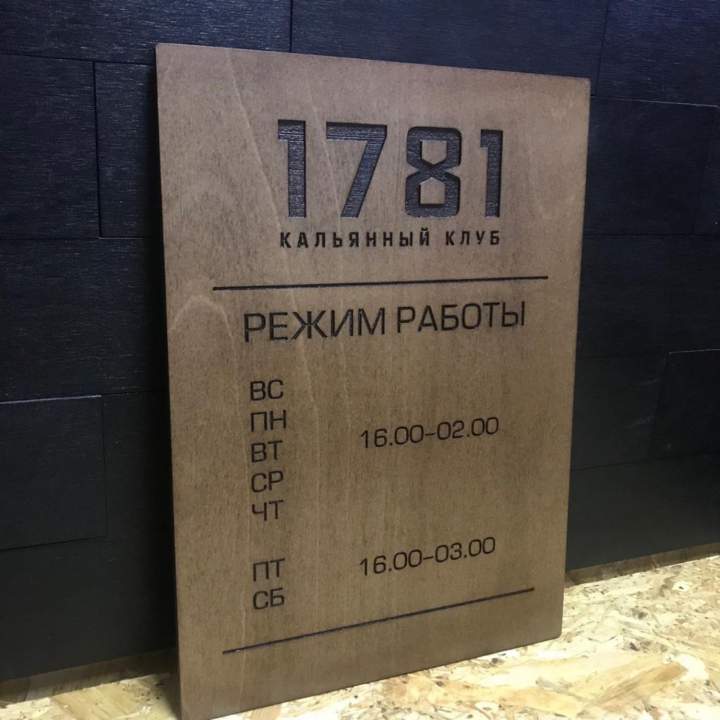 1781
КАЛЬЯННЫЙ КЛУБ
РЕЖИМ РАБОТЫ
ВС
ПН
ВТ 16.00-02.00
СР
ЧТ
ПТ 16.00-03.00
СБ